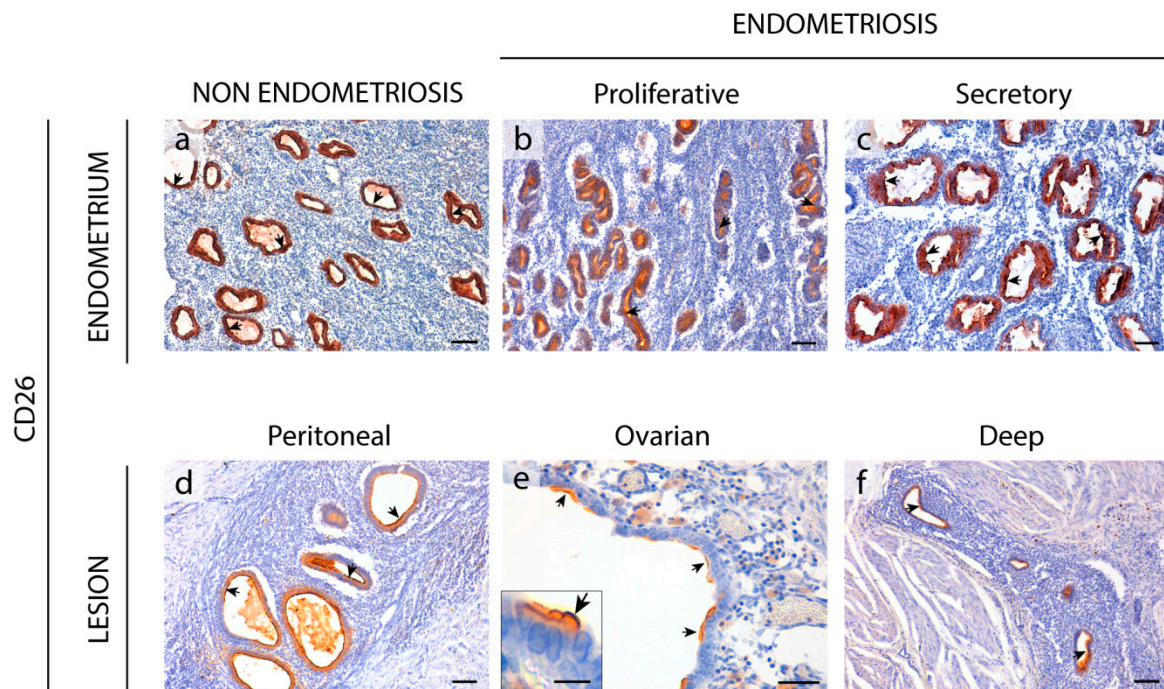 ENDOMETRIOSIS
NON ENDOMETRIOSIS
Proliferative
Secretory
CD26
ENDOMETRIUM
a
b
c
Peritoneal
Ovarian
Deep
LESION
d
e
f